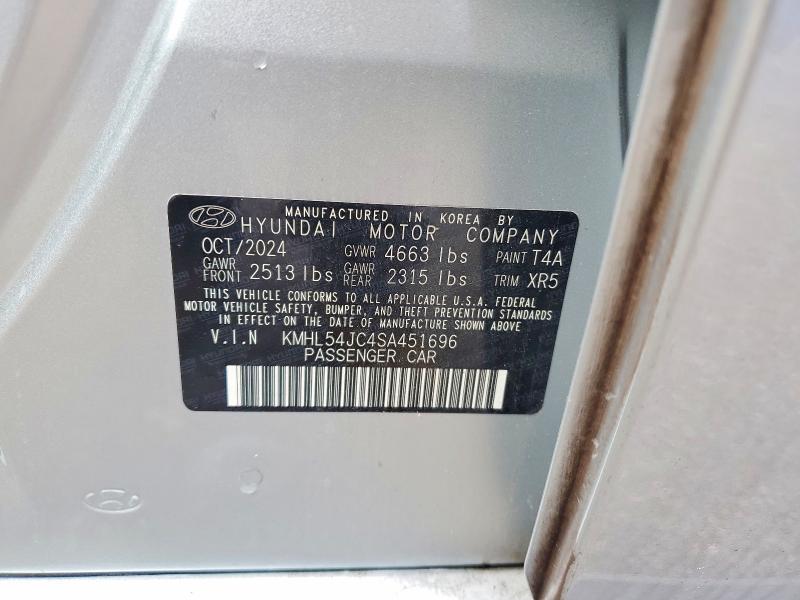 MANUFACTURED IN KOREA BY
HYUNDAI MOTOR COMPANY
OCT/2024 GVWR 4663 lbs PAINT T4A
GAWR FRONT 2513 lbs GAWR REAR 2315 lbs TRIM XR5
THIS VEHICLE CONFORMS TO ALL APPLICABLE U.S.A. FEDERAL
MOTOR VEHICLE SAFETY, BUMPER, AND THEFT PREVENTION STANDARDS
IN EFFECT ON THE DATE OF MANUFACTURE SHOWN ABOVE
V.I.N KMHL54JC4SA451696
PASSENGER CAR